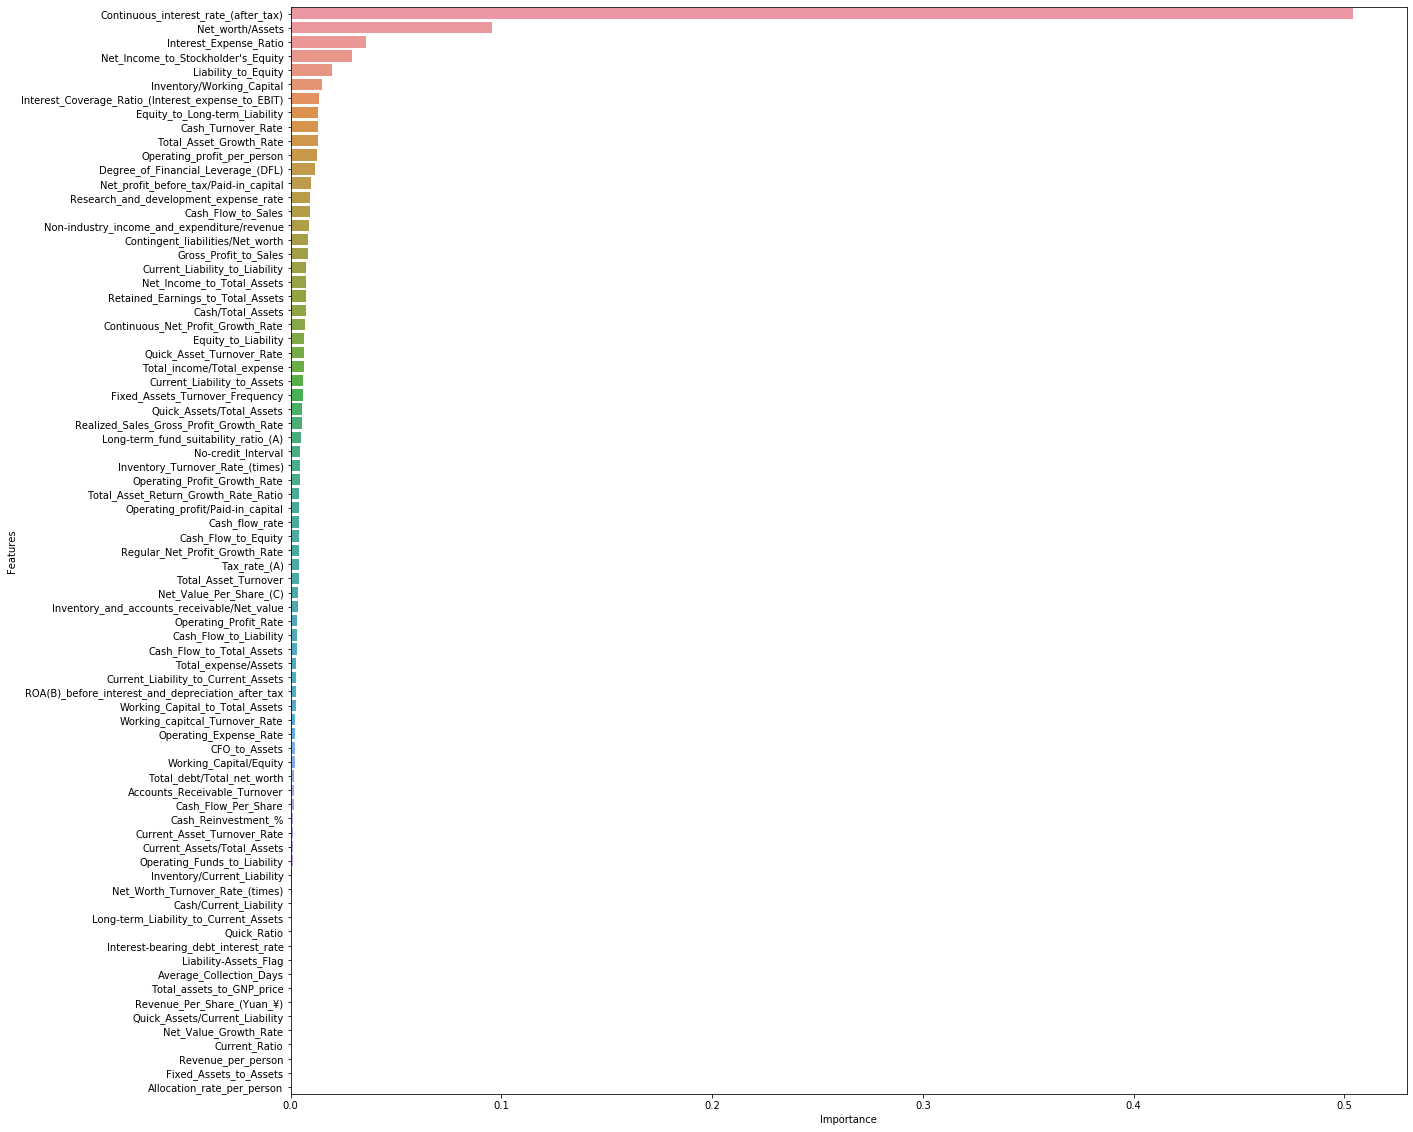 Continuous_interest_rate_(after_tax)
Net_worth/Assets
Interest_Expense_Ratio
Net_Income_to_Stockholder's_Equity
Liability_to_Equity
Inventory/Working_Capital
Interest_Coverage_Ratio_(Interest_expense_to_EBIT)
Equity_to_Long-term_Liability
Cash_Turnover_Rate
Total_Asset_Growth_Rate
Operating_profit_per_person
Degree_of_Financial_Leverage_(DFL)
Net_profit_before_tax/Paid-in_capital
Research_and_development_expense_rate
Cash_Flow_to_Sales
Non-industry_income_and_expenditure/revenue
Contingent_liabilities/Net_worth
Gross_Profit_to_Sales
Current_Liability_to_Liability
Net_Income_to_Total_Assets
Retained_Earnings_to_Total_Assets
Cash/Total_Assets
Continuous_Net_Profit_Growth_Rate
Equity_to_Liability
Quick_Asset_Turnover_Rate
Total_income/Total_expense
Current_Liability_to_Assets
Fixed_Assets_Turnover_Frequency
Quick_Assets/Total_Assets
Realized_Sales_Gross_Profit_Growth_Rate
Long-term_fund_suitability_ratio_(A)
No-credit_Interval
Inventory_Turnover_Rate_(times)
Operating_Profit_Growth_Rate
Total_Asset_Return_Growth_Rate_Ratio
Operating_profit/Paid-in_capital
Cash_flow_rate
Cash_Flow_to_Equity
Regular_Net_Profit_Growth_Rate
Tax_rate_(A)
Total_Asset_Turnover
Net_Value_Per_Share_(C)
Inventory_and_accounts_receivable/Net_value
Operating_Profit_Rate
Cash_Flow_to_Liability
Cash_Flow_to_Total_Assets
Total_expense/Assets
Current_Liability_to_Current_Assets
ROA(B)_before_interest_and_depreciation_after_tax
Working_Capital_to_Total_Assets
Working_capitcal_Turnover_Rate
Operating_Expense_Rate
CFO_to_Assets
Working_Capital/Equity
Total_debt/Total_net_worth
Accounts_Receivable_Turnover
Cash_Flow_Per_Share
Cash_Reinvestment_%
Current_Asset_Turnover_Rate
Current_Assets/Total_Assets
Operating_Funds_to_Liability
Inventory/Current_Liability
Net_Worth_Turnover_Rate_(times)
Cash/Current_Liability
Long-term_Liability_to_Current_Assets
Quick_Ratio
Interest-bearing_debt_interest_rate
Liability-Assets_Flag
Average_Collection_Days
Total_assets_to_GNP_price
Revenue_Per_Share_(Yuan_¥)
Quick_Assets/Current_Liability
Net_Value_Growth_Rate
Current_Ratio
Revenue_per_person
Fixed_Assets_to_Assets
Allocation_rate_per_person
Features
0.0 0.1 0.2 0.3 0.4 0.5
Importance